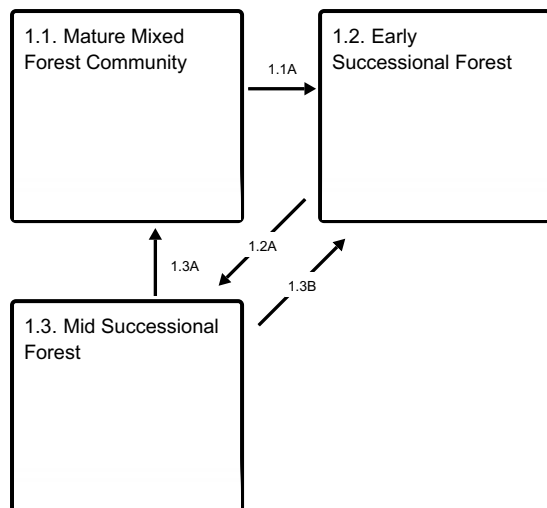 1.1. Mature Mixed
Forest Community
1.2. Early
Successional Forest
1.1A
1.2A
1.3A
1.3B
1.3. Mid Successional
Forest